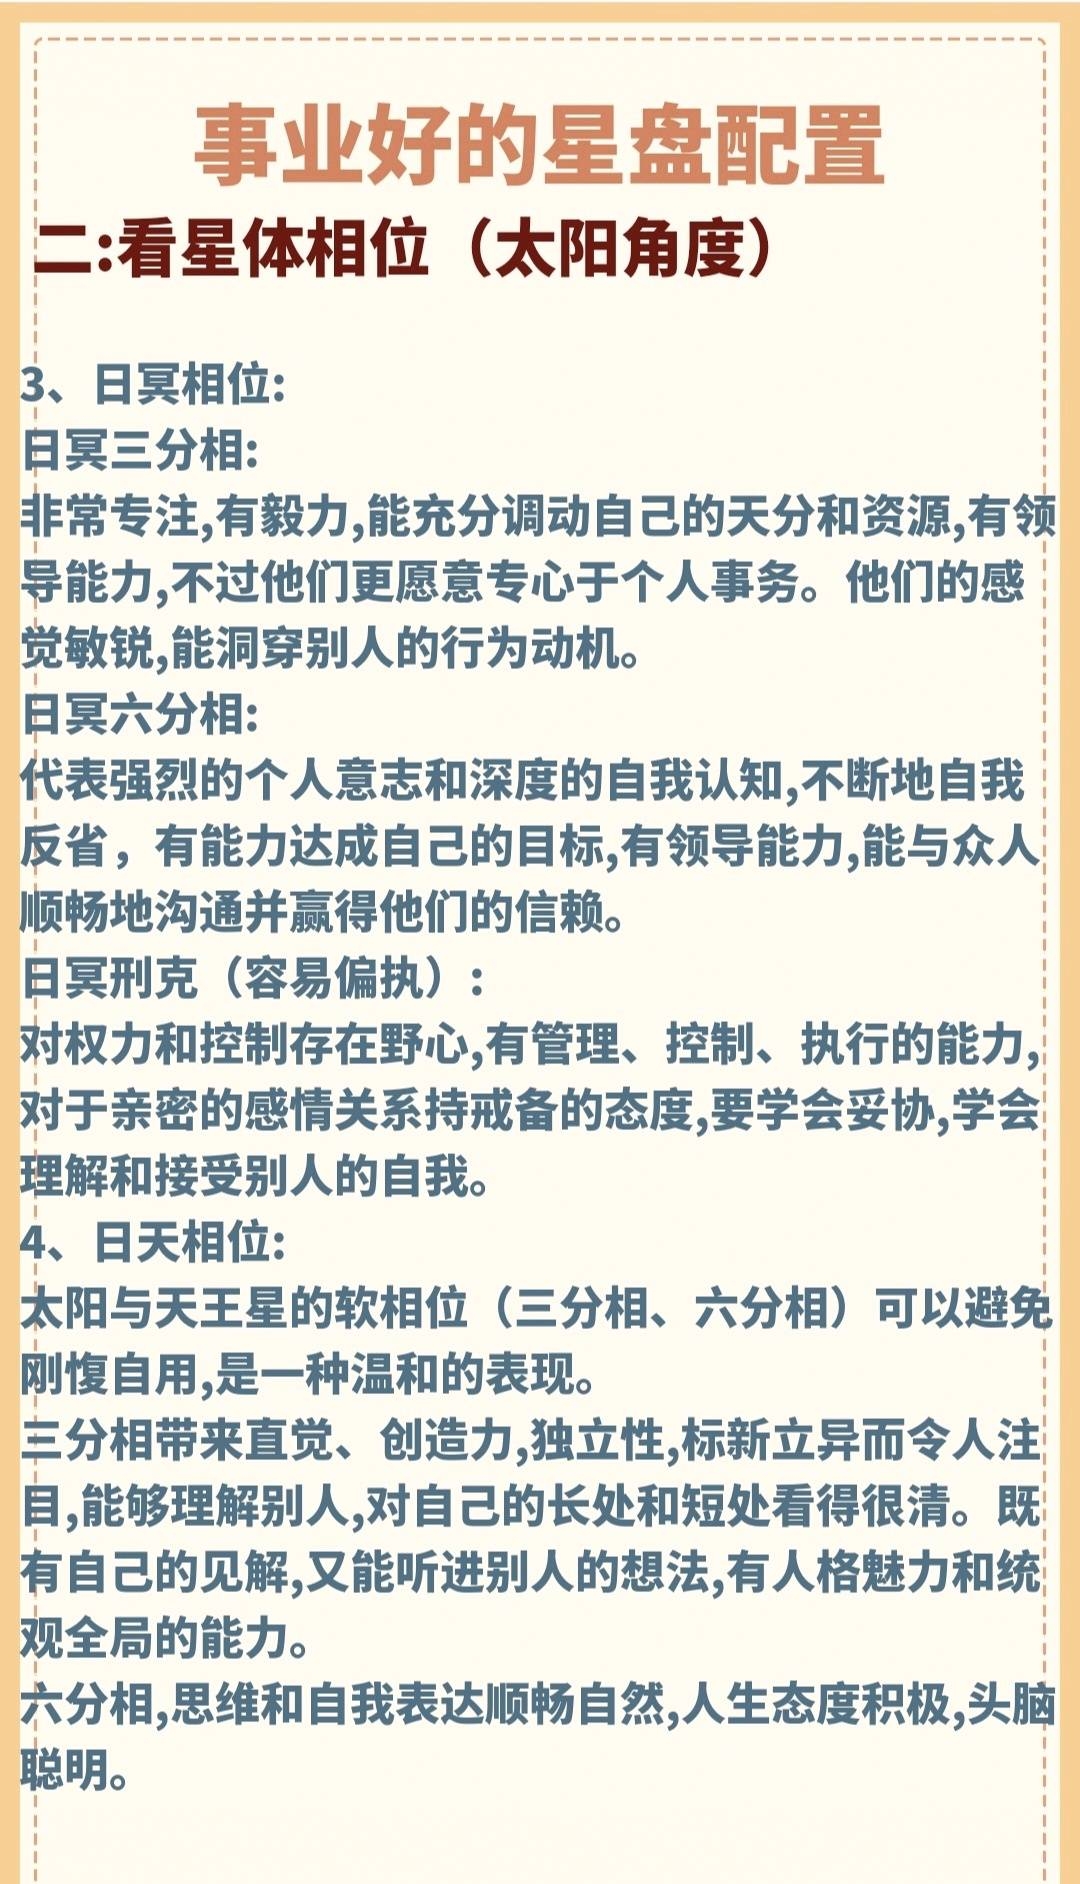 事业好的星盘配置
二:看星体相位（太阳角度）
3、日冥相位:
日冥三分相:
非常专注,有毅力,能充分调动自己的天分和资源,有领
导能力,不过他们更愿意专心于个人事务。他们的感
觉敏锐,能洞穿别人的行为动机。
日冥六分相:
代表强烈的个人意志和深度的自我认知,不断地自我
反省，有能力达成自己的目标,有领导能力,能与众人
顺畅地沟通并赢得他们的信赖。
日冥刑克（容易偏执）:
对权力和控制存在野心,有管理、控制、执行的能力,
对于亲密的感情关系持戒备的态度,要学会妥协,学会
理解和接受别人的自我。
4、日天相位:
太阳与天王星的软相位（三分相、六分相）可以避免
刚愎自用,是一种温和的表现。
三分相带来直觉、创造力,独立性,标新立异而令人注
目,能够理解别人,对自己的长处和短处看得很清。既
有自己的见解,又能听进别人的想法,有人格魅力和统
观全局的能力。
六分相,思维和自我表达顺畅自然,人生态度积极,头脑
聪明。